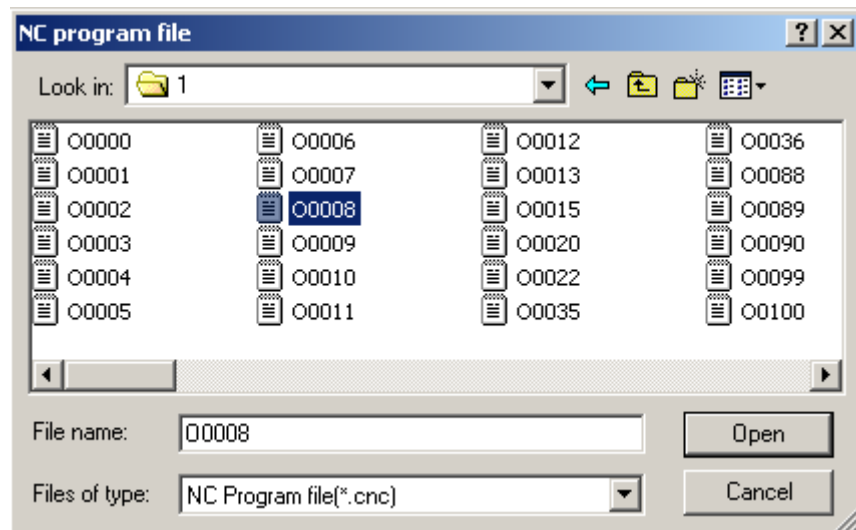 NC program file
Look in: 1
O0000 O0006 O0012 O0036
O0001 O0007 O0013 O0088
O0002 O0008 O0015 O0089
O0003 O0009 O0020 O0090
O0004 O0010 O0022 O0099
O0005 O0011 O0035 O0100
File name: O0008 Open
Files of type: NC Program file(*.cnc) Cancel